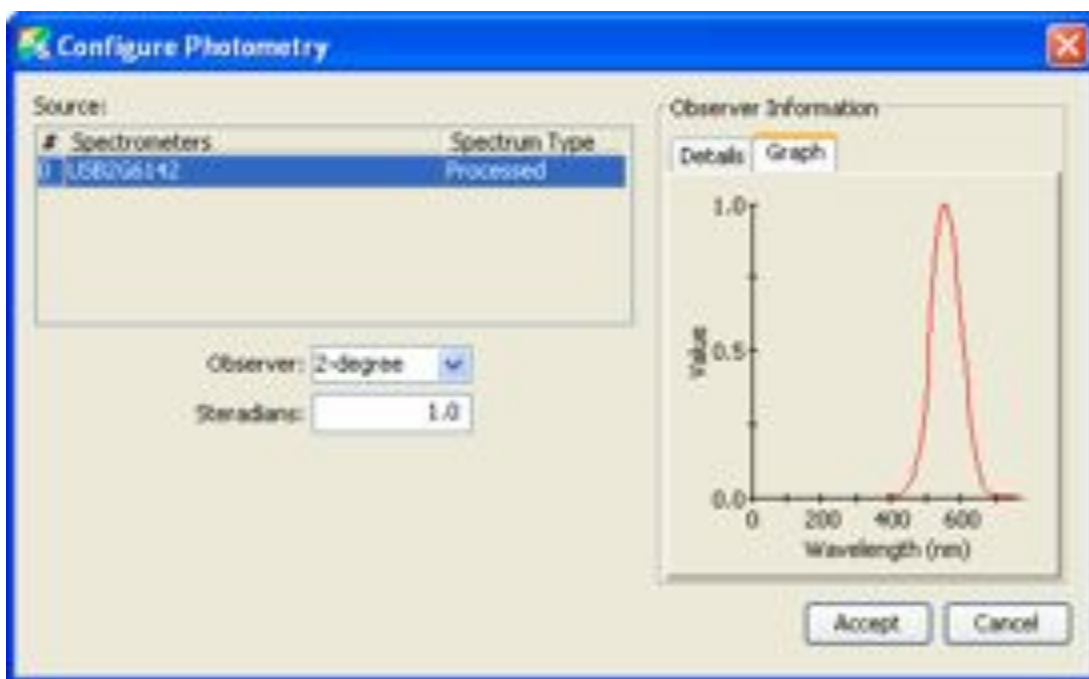 Configure Photometry
Source:
# Spectrometers Spectrum Type
0 USB2G6142 Processed
Observer: 2-degree
Steradians: 1.0
Observer Information
Details Graph
1.0
0.5
0.0
Value
0 200 400 600
Wavelength (nm)
Accept Cancel